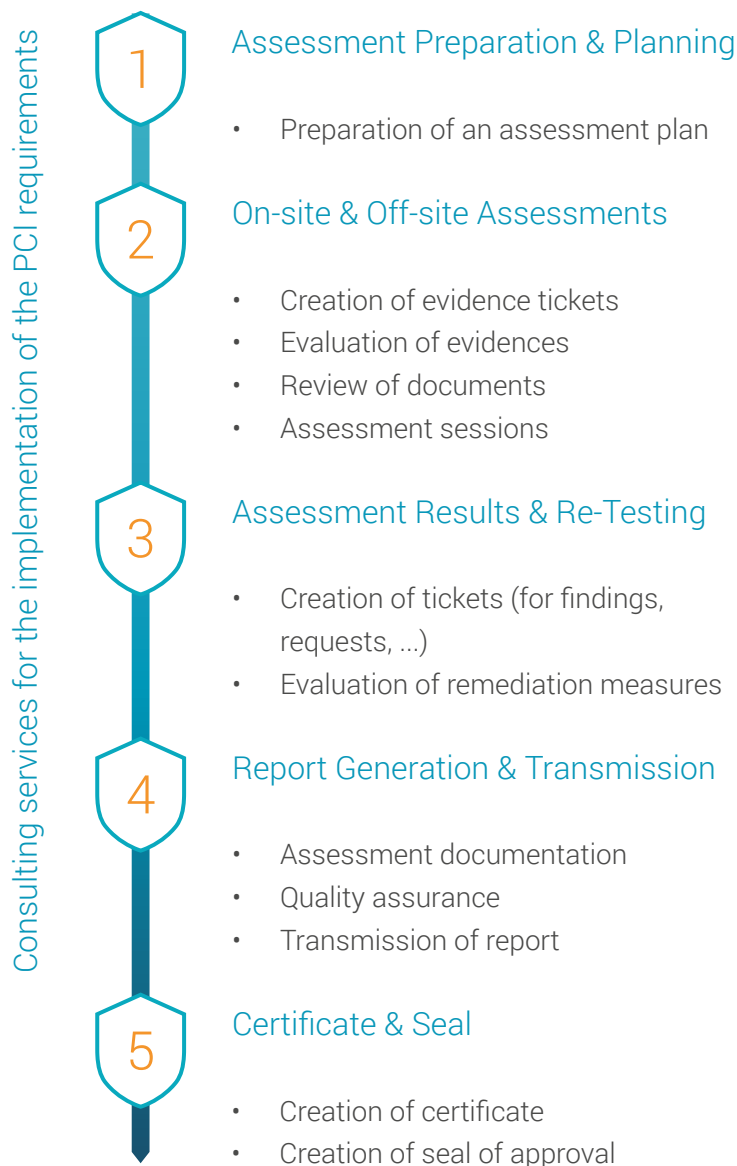 Consulting services for the implementation of the PCI requirements
1
Assessment Preparation & Planning
• Preparation of an assessment plan
2
On-site & Off-site Assessments
• Creation of evidence tickets
• Evaluation of evidences
• Review of documents
• Assessment sessions
3
Assessment Results & Re-Testing
• Creation of tickets (for findings,
requests, ...)
• Evaluation of remediation measures
4
Report Generation & Transmission
• Assessment documentation
• Quality assurance
• Transmission of report
5
Certificate & Seal
• Creation of certificate
• Creation of seal of approval